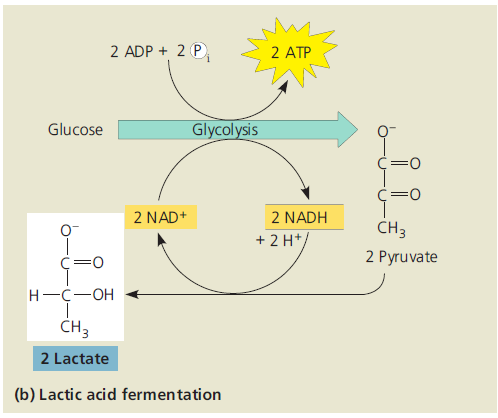 2 ADP + 2 Pi
2 ATP
Glucose
Glycolysis
O−
C=O
C=O
CH3
2 Pyruvate
2 NAD+
2 NADH
+ 2 H+
O−
C=O
H—C—OH
CH3
2 Lactate
(b) Lactic acid fermentation